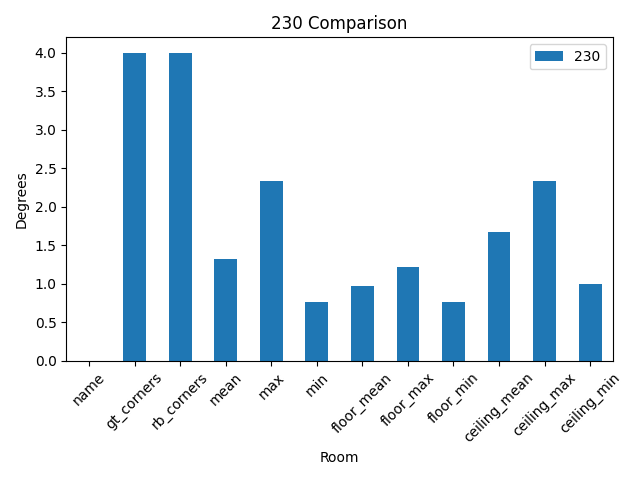 230 Comparison
230
Degrees
4.0
3.5
3.0
2.5
2.0
1.5
1.0
0.5
0.0
name
gt_corners
rb_corners
mean
max
min
floor_mean
floor_max
floor_min
ceiling_mean
ceiling_max
ceiling_min
Room